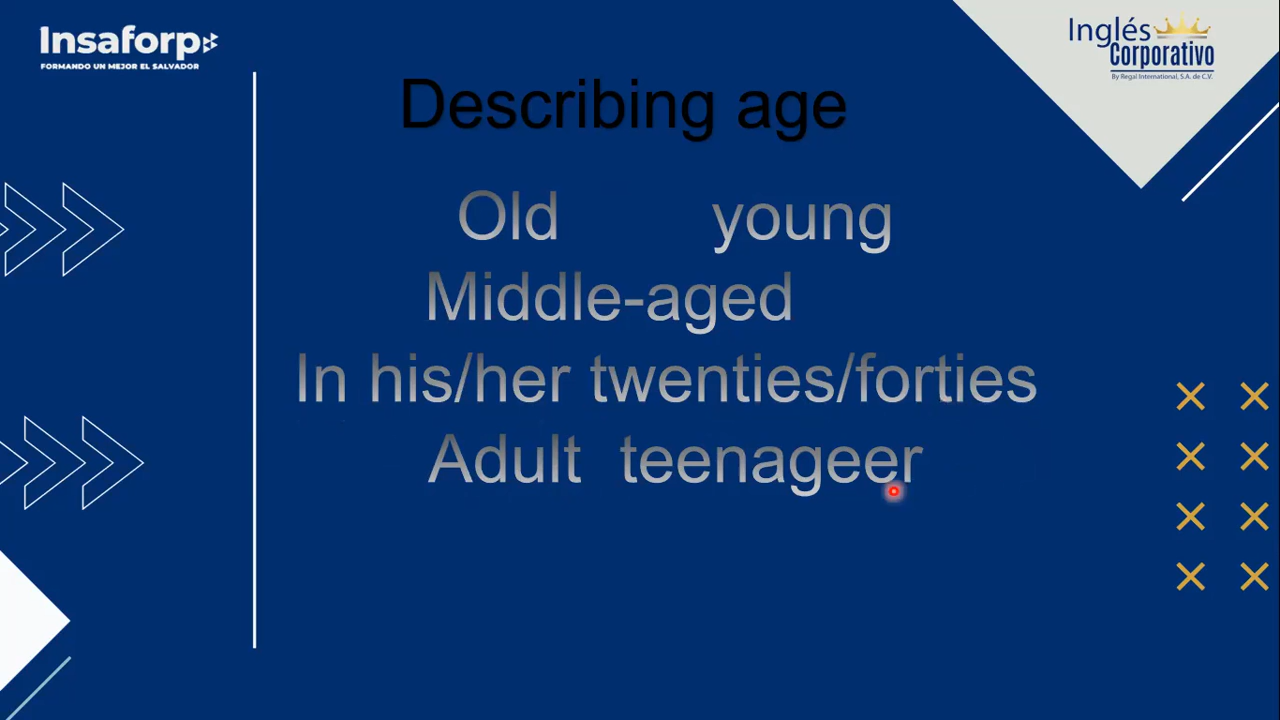 Insaforp
FORMANDO UN MEJOR EL SALVADOR
Inglés
Corporativo
By Regal International, S.A. de C.V.
Describing age
Old young
Middle-aged
In his/her twenties/forties
Adult teenageer